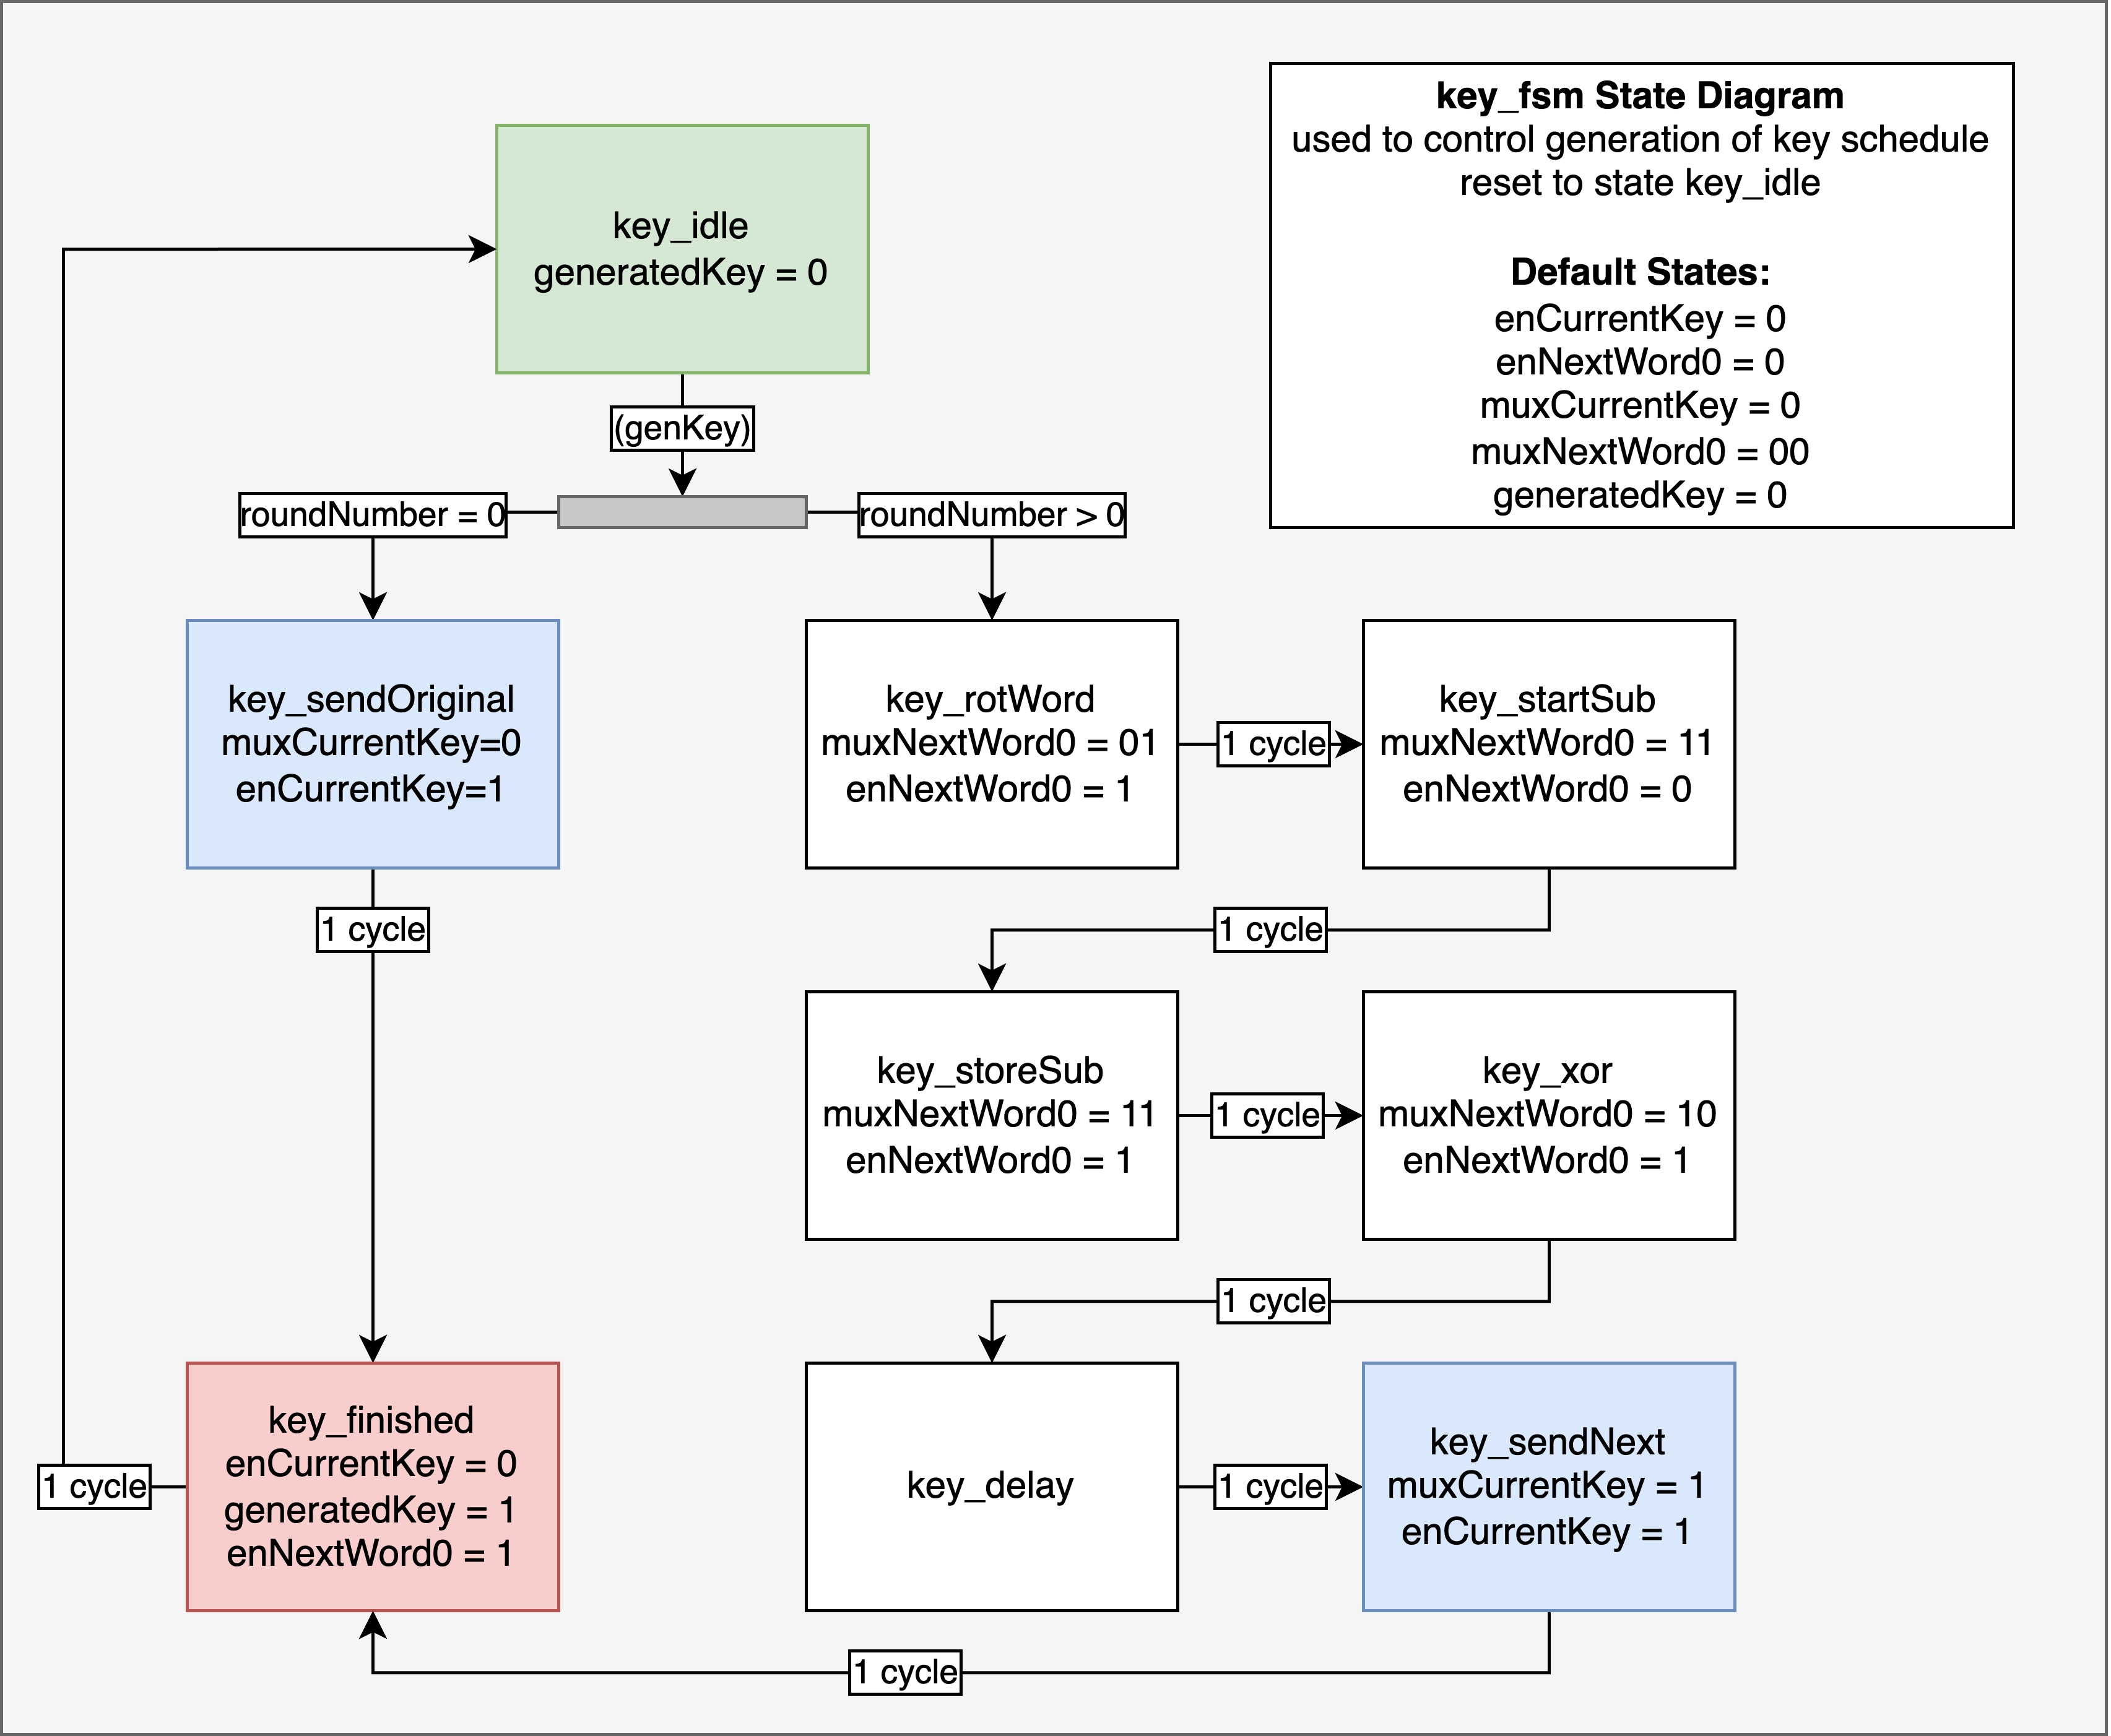 key_fsm State Diagram
used to control generation of key schedule
reset to state key_idle
Default States:
enCurrentKey = 0
enNextWord0 = 0
muxCurrentKey = 0
muxNextWord0 = 00
generatedKey = 0
key_idle
generatedKey = 0
(genKey)
roundNumber = 0
roundNumber > 0
key_sendOriginal
muxCurrentKey=0
enCurrentKey=1
key_rotWord
muxNextWord0 = 01
enNextWord0 = 1
1 cycle
key_startSub
muxNextWord0 = 11
enNextWord0 = 0
1 cycle
1 cycle
key_storeSub
muxNextWord0 = 11
enNextWord0 = 1
1 cycle
key_xor
muxNextWord0 = 10
enNextWord0 = 1
1 cycle
key_finished
enCurrentKey = 0
generatedKey = 1
enNextWord0 = 1
1 cycle
key_delay
1 cycle
key_sendNext
muxCurrentKey = 1
enCurrentKey = 1
1 cycle